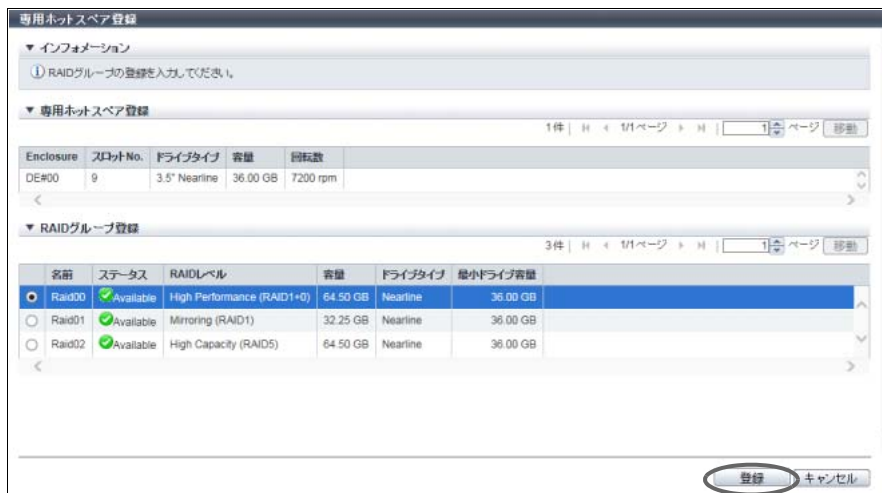 専用ホットスペア登録
▼ インフォメーション
RAIDグループの登録を入力してください。
▼ 専用ホットスペア登録
1件 | 1/1ページ | 1 ページ 移動
Enclosure スロットNo. ドライブタイプ 容量 回転数
DE#00 9 3.5" Nearline 36.00 GB 7200 rpm
▼ RAIDグループ登録
3件 | 1/1ページ | 1 ページ 移動
名前 ステータス RAIDレベル 容量 ドライブタイプ 最小ドライブ容量
Raid00 Available High Performance (RAID1+0) 64.50 GB Nearline 36.00 GB
Raid01 Available Mirroring (RAID1) 32.25 GB Nearline 36.00 GB
Raid02 Available High Capacity (RAID5) 64.50 GB Nearline 36.00 GB
登録 キャンセル